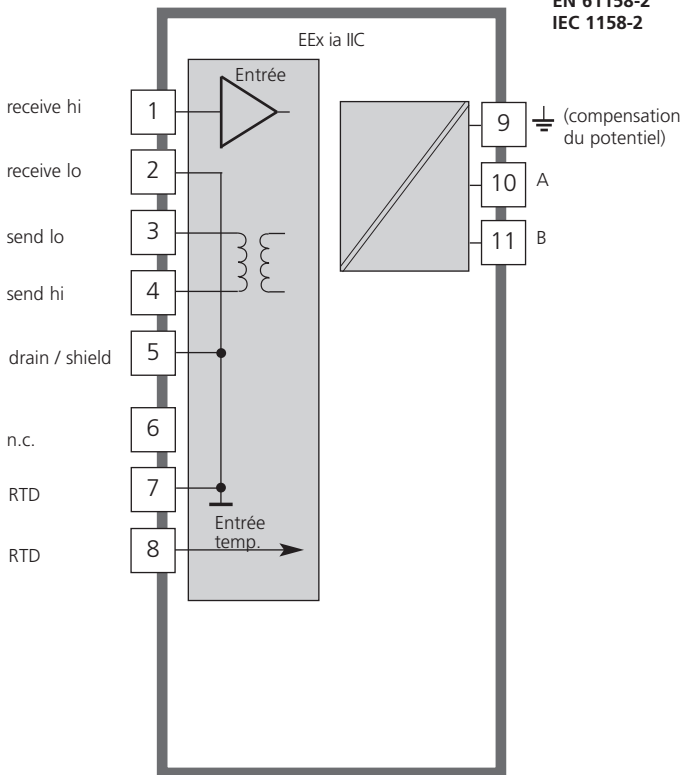 EN 61158-2
IEC 1158-2
EEx ia IIC
Entrée
receive hi
1
receive lo
2
send lo
3
send hi
4
drain / shield
5
n.c.
6
RTD
7
RTD
8
Entrée
temp.
9
(compensation
du potentiel)
10
A
11
B